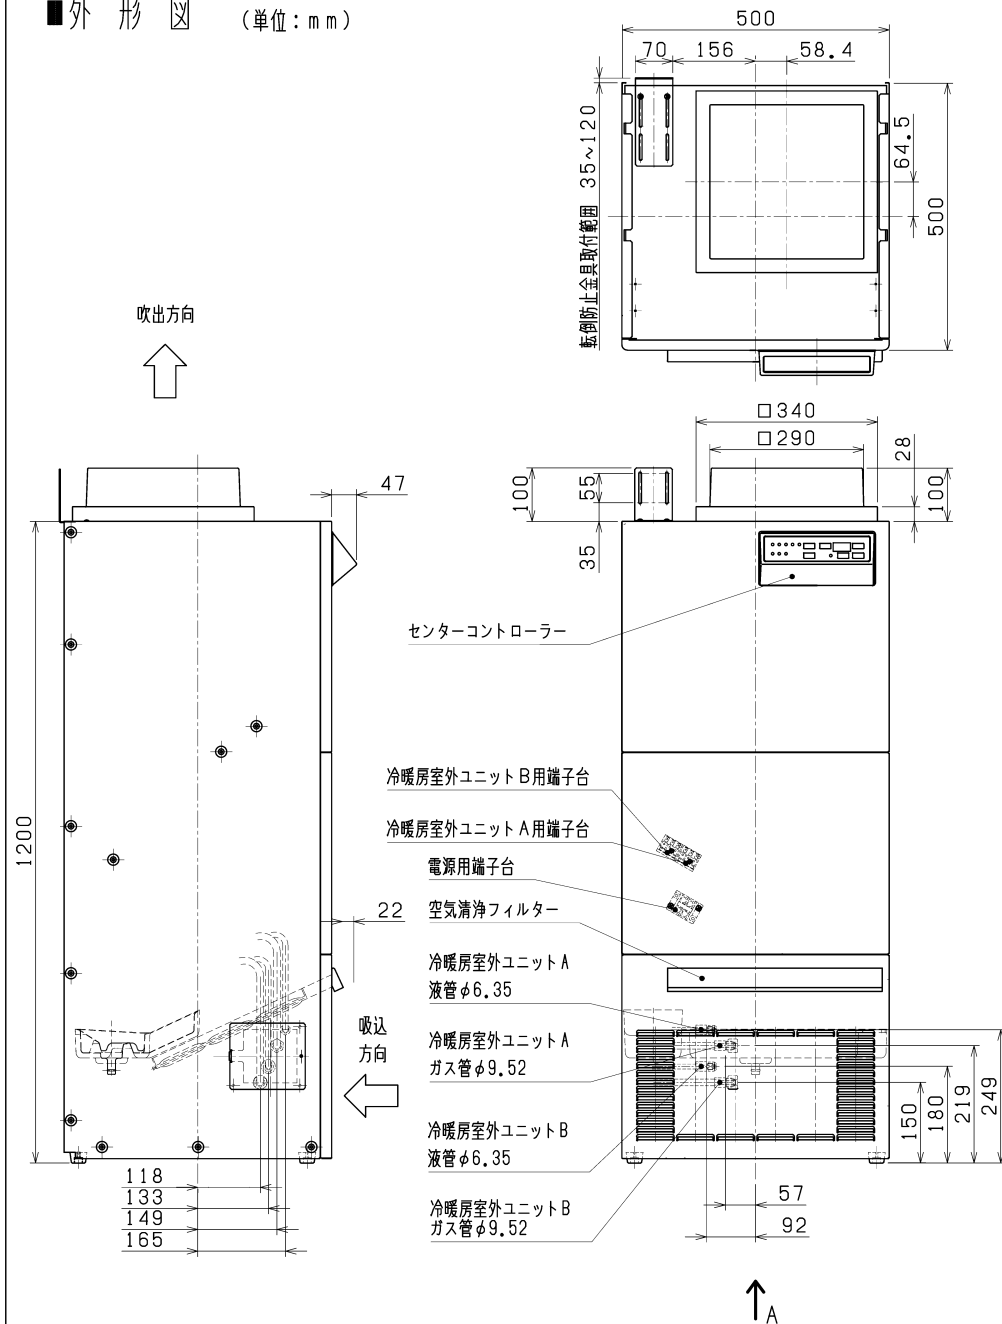 ■外形図 (単位:mm)
500
70
156
58.4
転倒防止金具取付範囲 35~120
64.5
500
吹出方向
□340
□290
28
100
55
35
100
47
センターコントローラー
1200
冷暖房室外ユニットB用端子台
冷暖房室外ユニットA用端子台
電源用端子台
空気清浄フィルター
22
冷暖房室外ユニットA
液管φ6.35
吸込
方向
冷暖房室外ユニットA
ガス管φ9.52
冷暖房室外ユニットB
液管φ6.35
冷暖房室外ユニットB
ガス管φ9.52
150
180
219
249
118
133
149
165
57
92
A